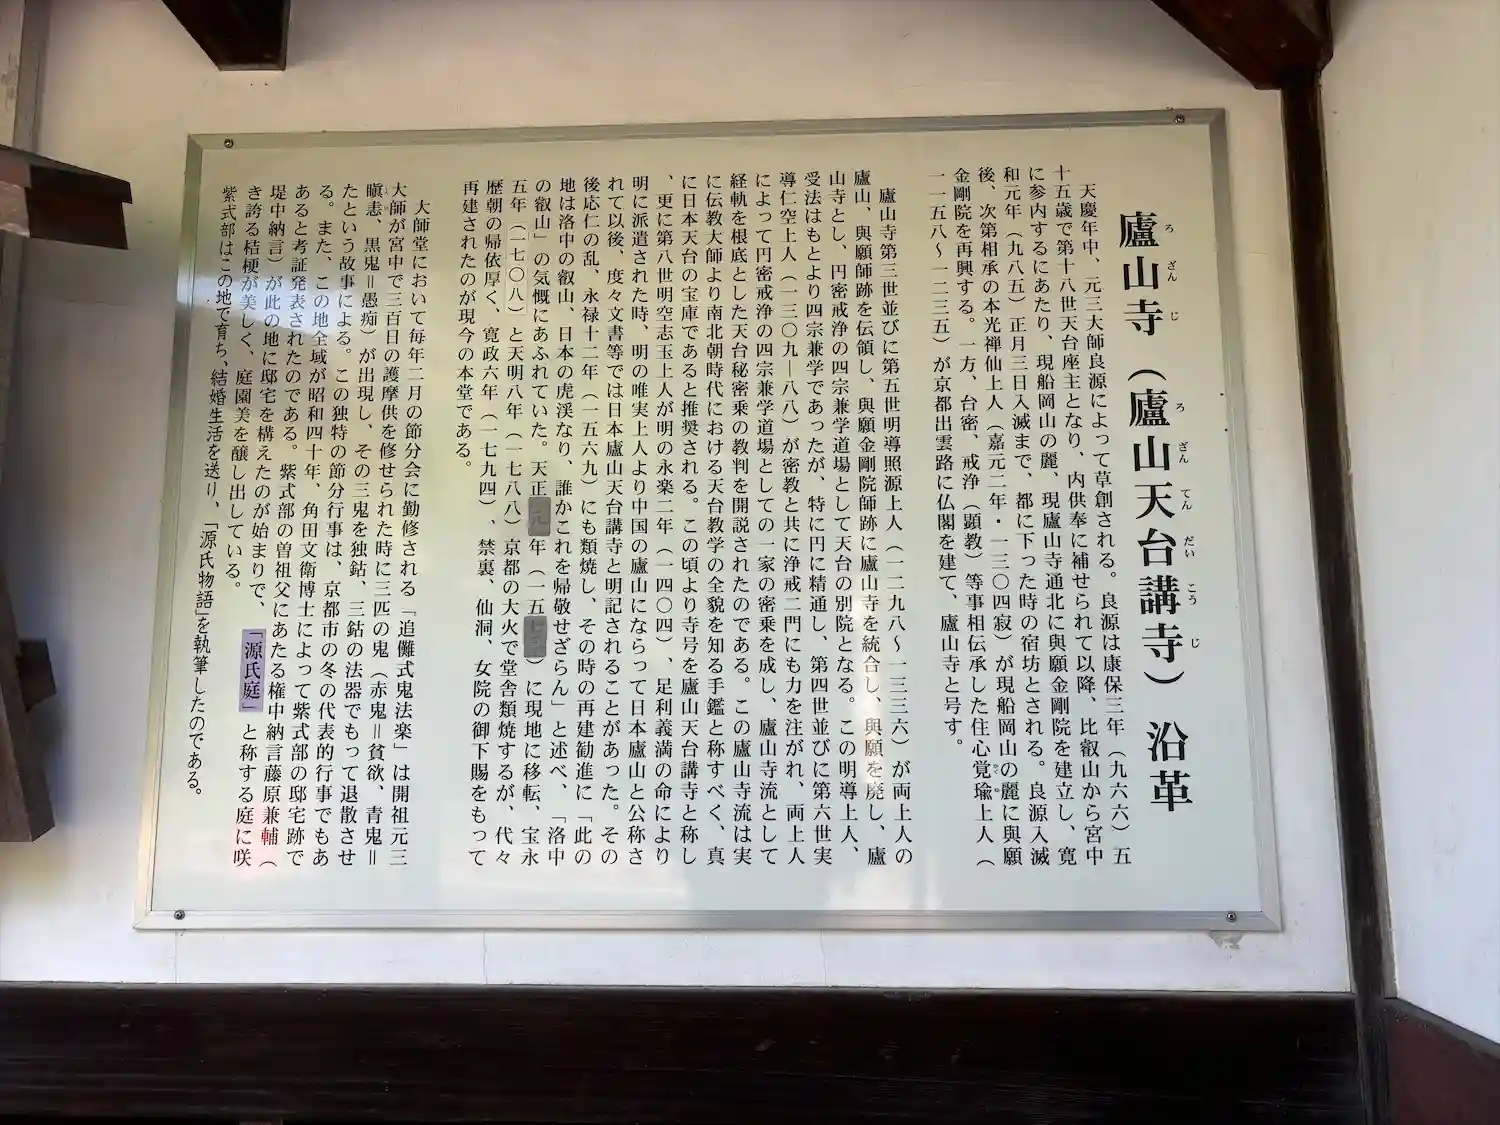 廬山寺（廬山天台講寺）　沿革
ろざんじ　ろざんてんだいこうじ
天慶年中、元三大師良源によって草創される。良源は康保三年（九六六）五
十五歳で第十八世天台座主となり、内供奉に補せられて以降、比叡山から宮中
に参内するにあたり、現船岡山の麗、現廬山寺通北に與願金剛院を建立し、寛
和元年（九八五）正月三日入滅まで、都に下った時の宿坊とされる。良源入滅
後、次第相承の本光禅仙上人（嘉元二年・一三〇四寂）が現船岡山の麗に與願
金剛院を再興する。一方、台密、戒浄（顕教）等事相伝承した住心覚瑜上人（
一一五八〜一二三五）が京都出雲路に仏閣を建て、廬山寺と号す。
廬山寺第三世並びに第五世明導照源上人（一二九八〜一三三六）が両上人の
廬山、與願師跡を伝領し、與願金剛院師跡に廬山寺を統合し、與願を廃し、廬
山寺とし、円密戒浄の四宗兼学道場として天台の別院となる。この明導上人、
受法はもとより四宗兼学であったが、特に円に精通し、第四世並びに第六世実
導仁空上人（一三〇九―八八）が密教と共に浄戒二門にも力を注がれ、両上人
によって円密戒浄の四宗兼学道場としての一家の密乗を成し、廬山寺流として
経軌を根底とした天台秘密乗の教判を開説されたのである。この廬山寺流は実
に伝教大師より南北朝時代における天台教学の全貌を知る手鑑と称すべく、真
に日本天台の宝庫であると推奨される。この頃より寺号を廬山天台講寺と称し
、更に第八世明空志玉上人が明の永楽二年（一四〇四）、足利義満の命により
明に派遣された時、明の唯実上人より中国の廬山にならって日本廬山と公称さ
れて以後、度々文書等では日本廬山天台講寺と明記されることがあった。その
後応仁の乱、永禄十二年（一五六九）にも類焼し、その時の再建勧進に「此の
地は洛中の叡山、日本の虎渓なり、誰かこれを帰敬せざらん」と述べ、「洛中
の叡山」の気慨にあふれていた。天正元年（一五七三）に現地に移転、宝永
五年（一七〇八）と天明八年（一七八八）京都の大火で堂舎類焼するが、代々
歴朝の帰依厚く、寛政六年（一七九四）、禁裏、仙洞、女院の御下賜をもって
再建されたのが現今の本堂である。
大師堂において毎年二月の節分会に勤修される「追儺式鬼法楽」は開祖元三
大師が宮中で三百日の護摩供を修せられた時に三匹の鬼（赤鬼＝貧欲、青鬼＝
瞋恚、黒鬼＝愚痴）が出現し、その三鬼を独鈷、三鈷の法器でもって退散させ
たという故事による。この独特の節分行事は、京都市の冬の代表的行事でもあ
る。また、この地全域が昭和四十年、角田文衛博士によって紫式部の邸宅跡で
あると考証発表されたのである。紫式部の曽祖父にあたる権中納言藤原兼輔（
堤中納言）が此の地に邸宅を構えたのが始まりで、「源氏庭」と称する庭に咲
き誇る桔梗が美しく、庭園美を醸し出している。
紫式部はこの地で育ち、結婚生活を送り、「源氏物語」を執筆したのである。